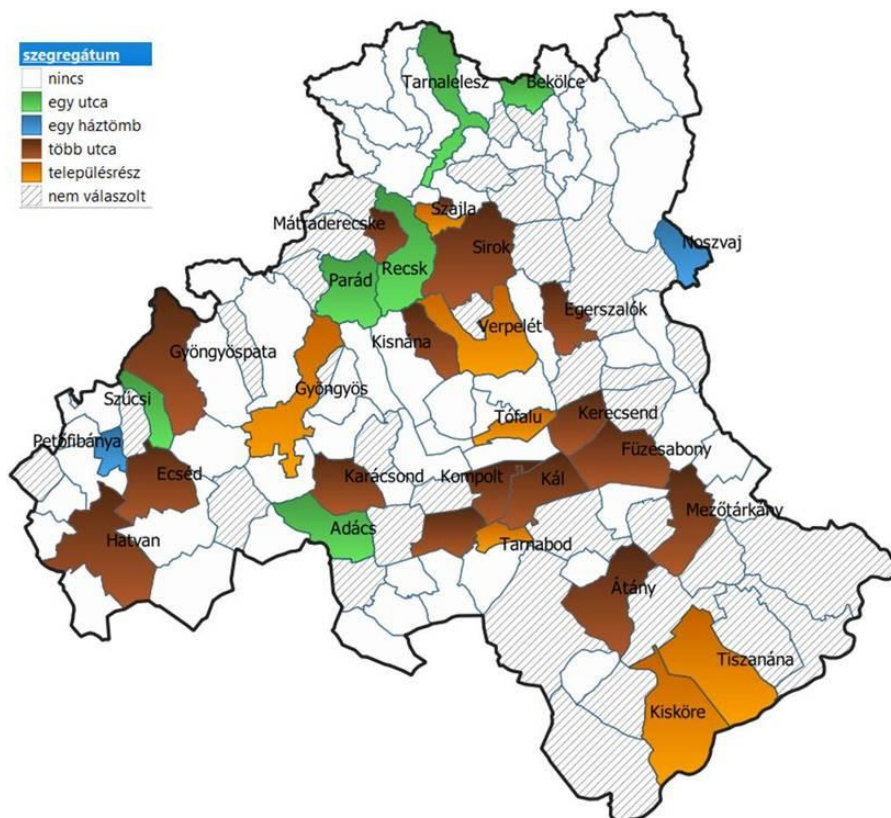 szegregátum
nincs
egy utca
egy háztömb
több utca
településrész
nem válaszolt
Tarnalelesz
Bekölce
Mátraderecske
Szajla
Sirok
Noszvaj
Parád
Recsk
Egerszalók
Kisnána
Verpelét
Gyöngyöspata
Gyöngyös
Szűcsi
Tófalu
Kerecsend
Petőfibánya
Füzesabony
Ecséd
Karácsond
Kompolt
Kál
Mezőtárkány
Adács
Hatvan
Tarnabod
Átány
Tiszanána
Kisköre